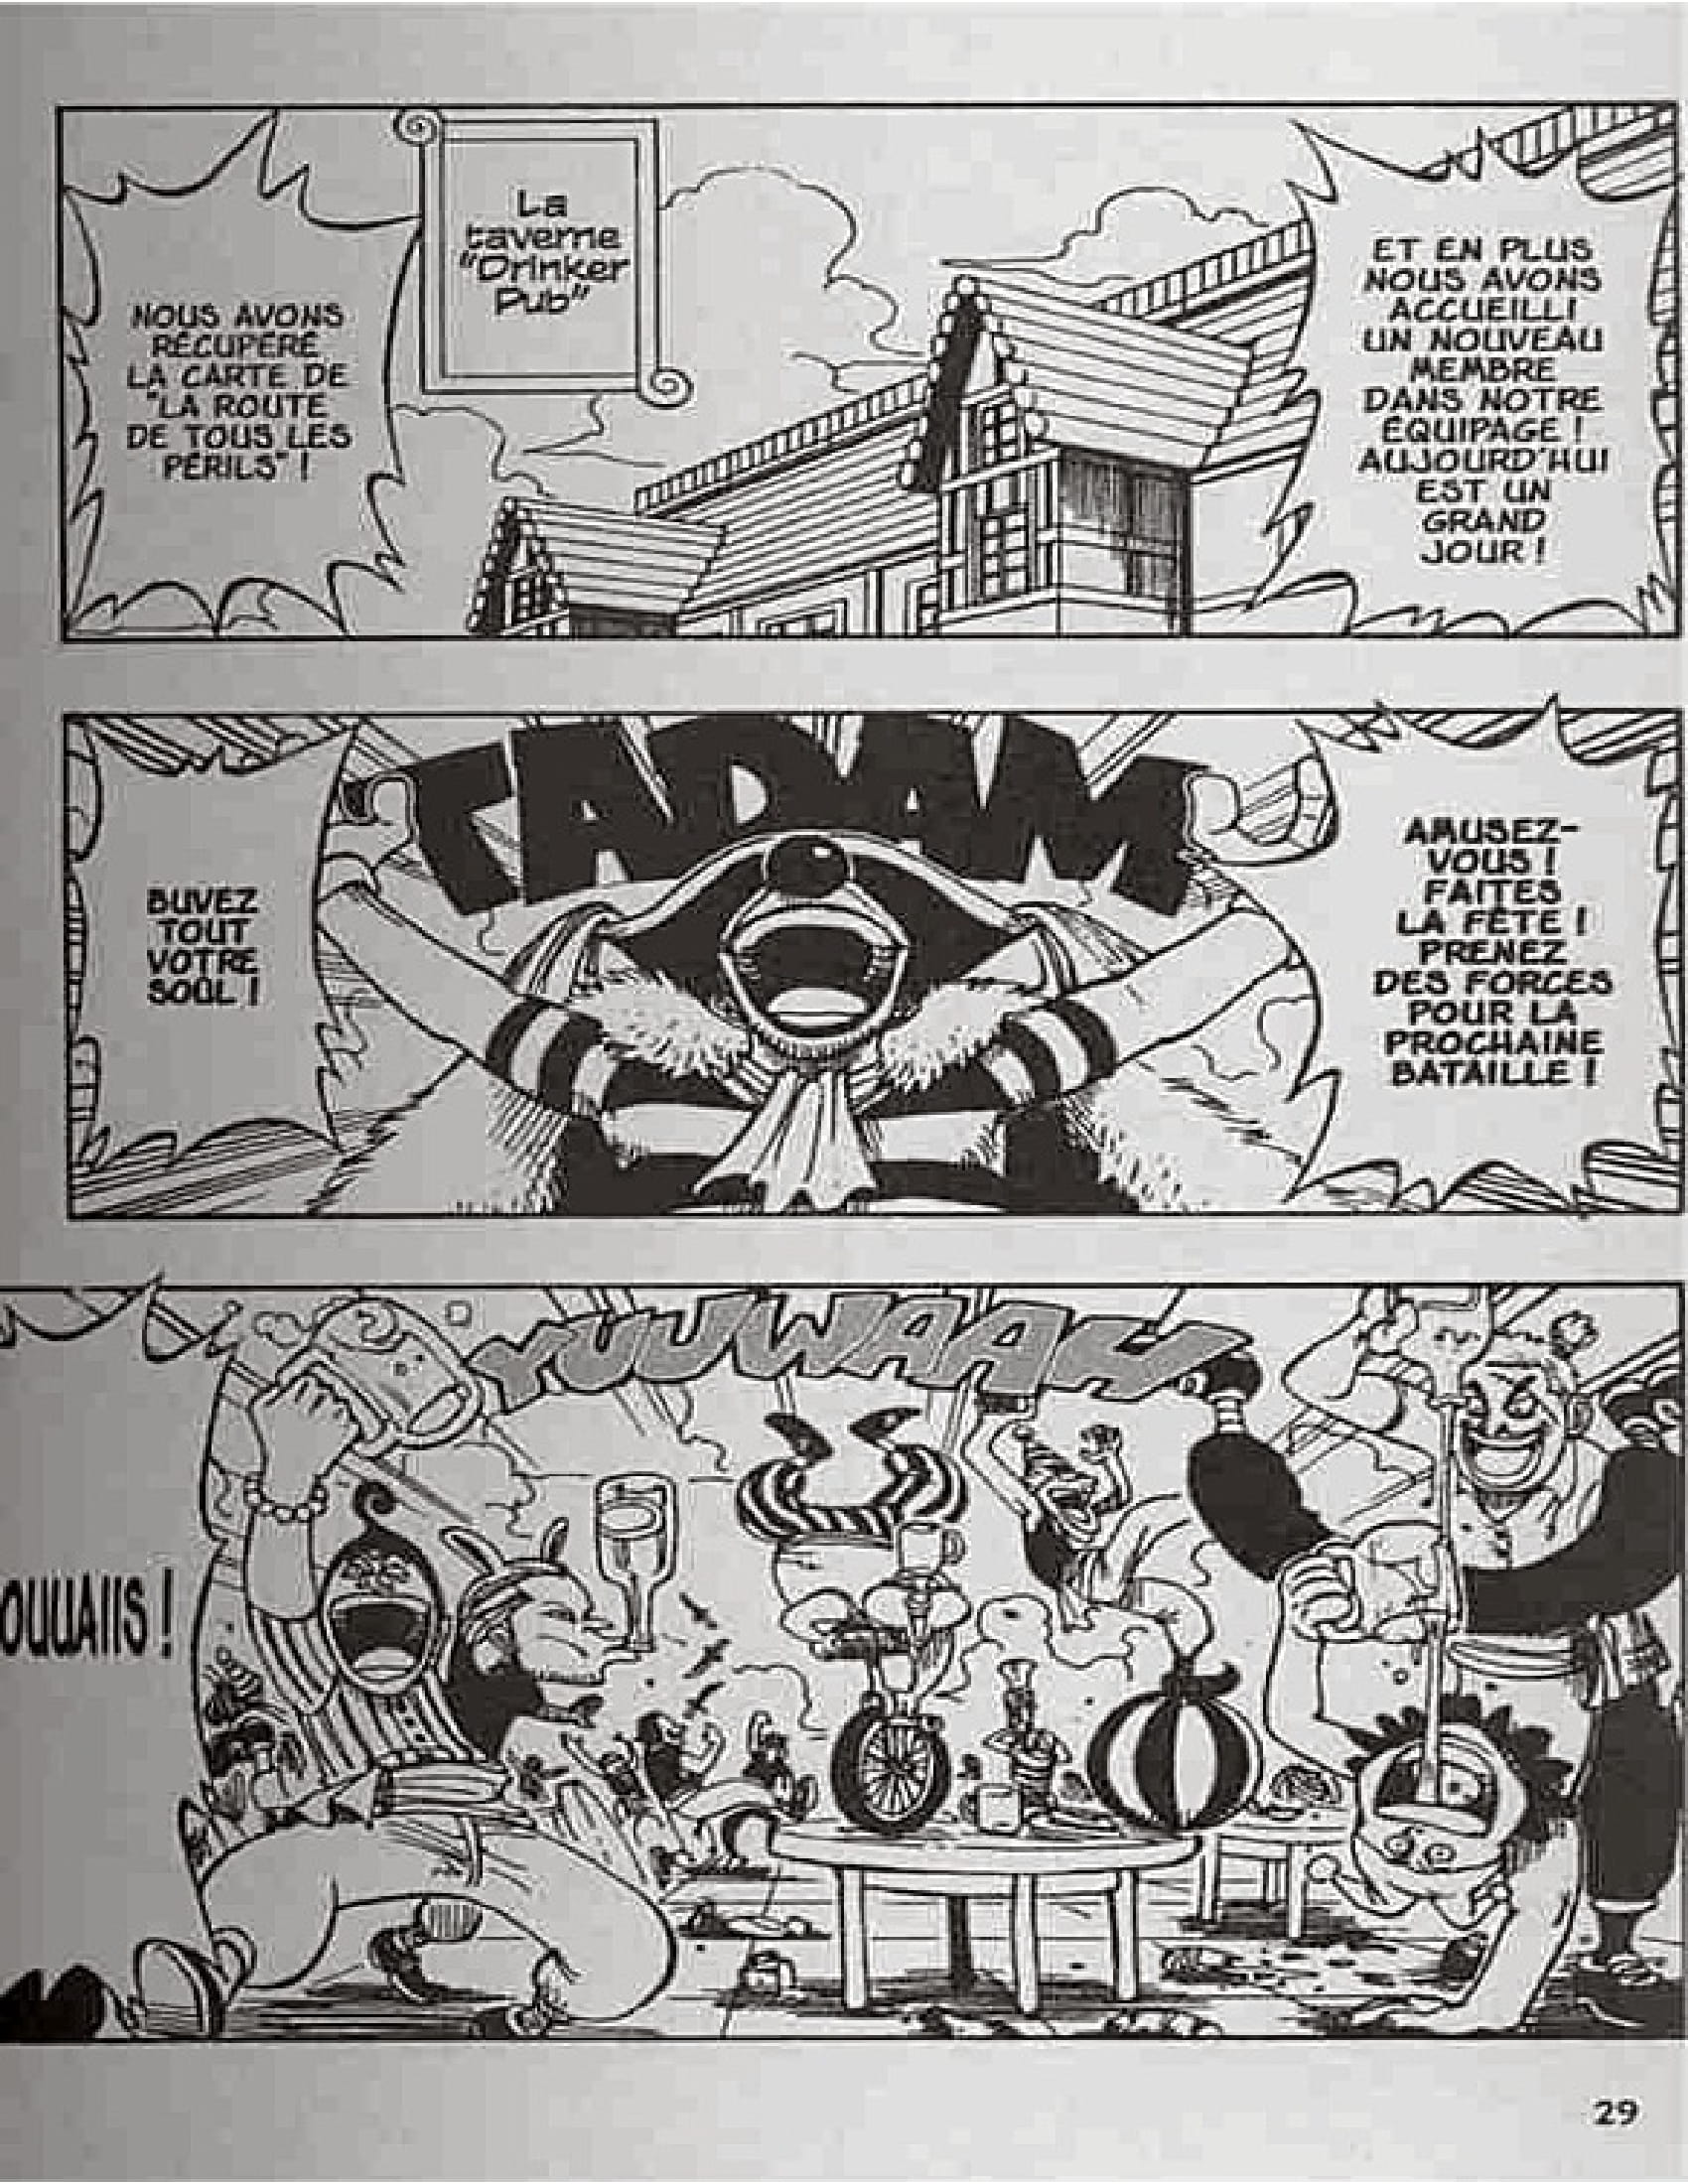 ET EN PLUS
NOUS AVONS
ACCUEILLI
UN NOUVEAU
MEMBRE
DANS NOTRE
ÉQUIPAGE !
AUJOURD'HUI
EST UN
GRAND
JOUR !
La
taverne
"Drinker
Pub"
NOUS AVONS
RÉCUPÉRÉ
LA CARTE DE
"LA ROUTE
DE TOUS LES
PÉRILS" !
AMUSEZ-
VOUS !
FAITES
LA FÊTE !
PRENEZ
DES FORCES
POUR LA
PROCHAINE
BATAILLE !
TADAM
BUVEZ
TOUT
VOTRE
SOÛL !
YUUUWAAAH
OUUUAIIS !
29